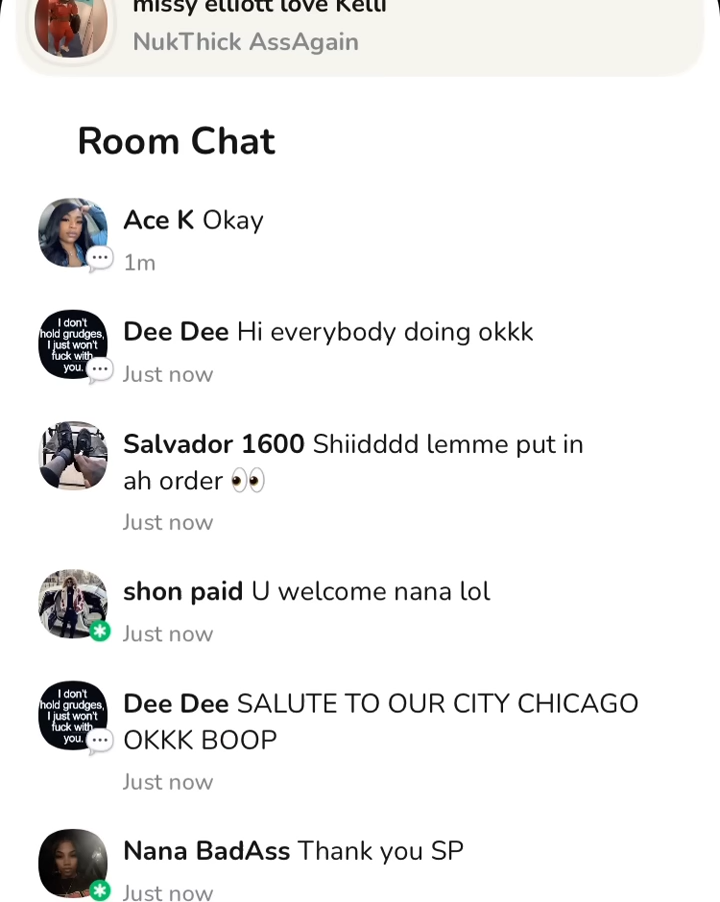 missy elliott love Kelli
NukThick AssAgain
Room Chat
Ace K Okay
1m
I don't
hold grudges,
I just won't
fuck with
you.
Dee Dee Hi everybody doing okkk
Just now
Salvador 1600 Shiidddd lemme put in
ah order 👀
Just now
shon paid U welcome nana lol
Just now
I don't
hold grudges,
I just won't
fuck with
you.
Dee Dee SALUTE TO OUR CITY CHICAGO
OKKK BOOP
Just now
Nana BadAss Thank you SP
Just now